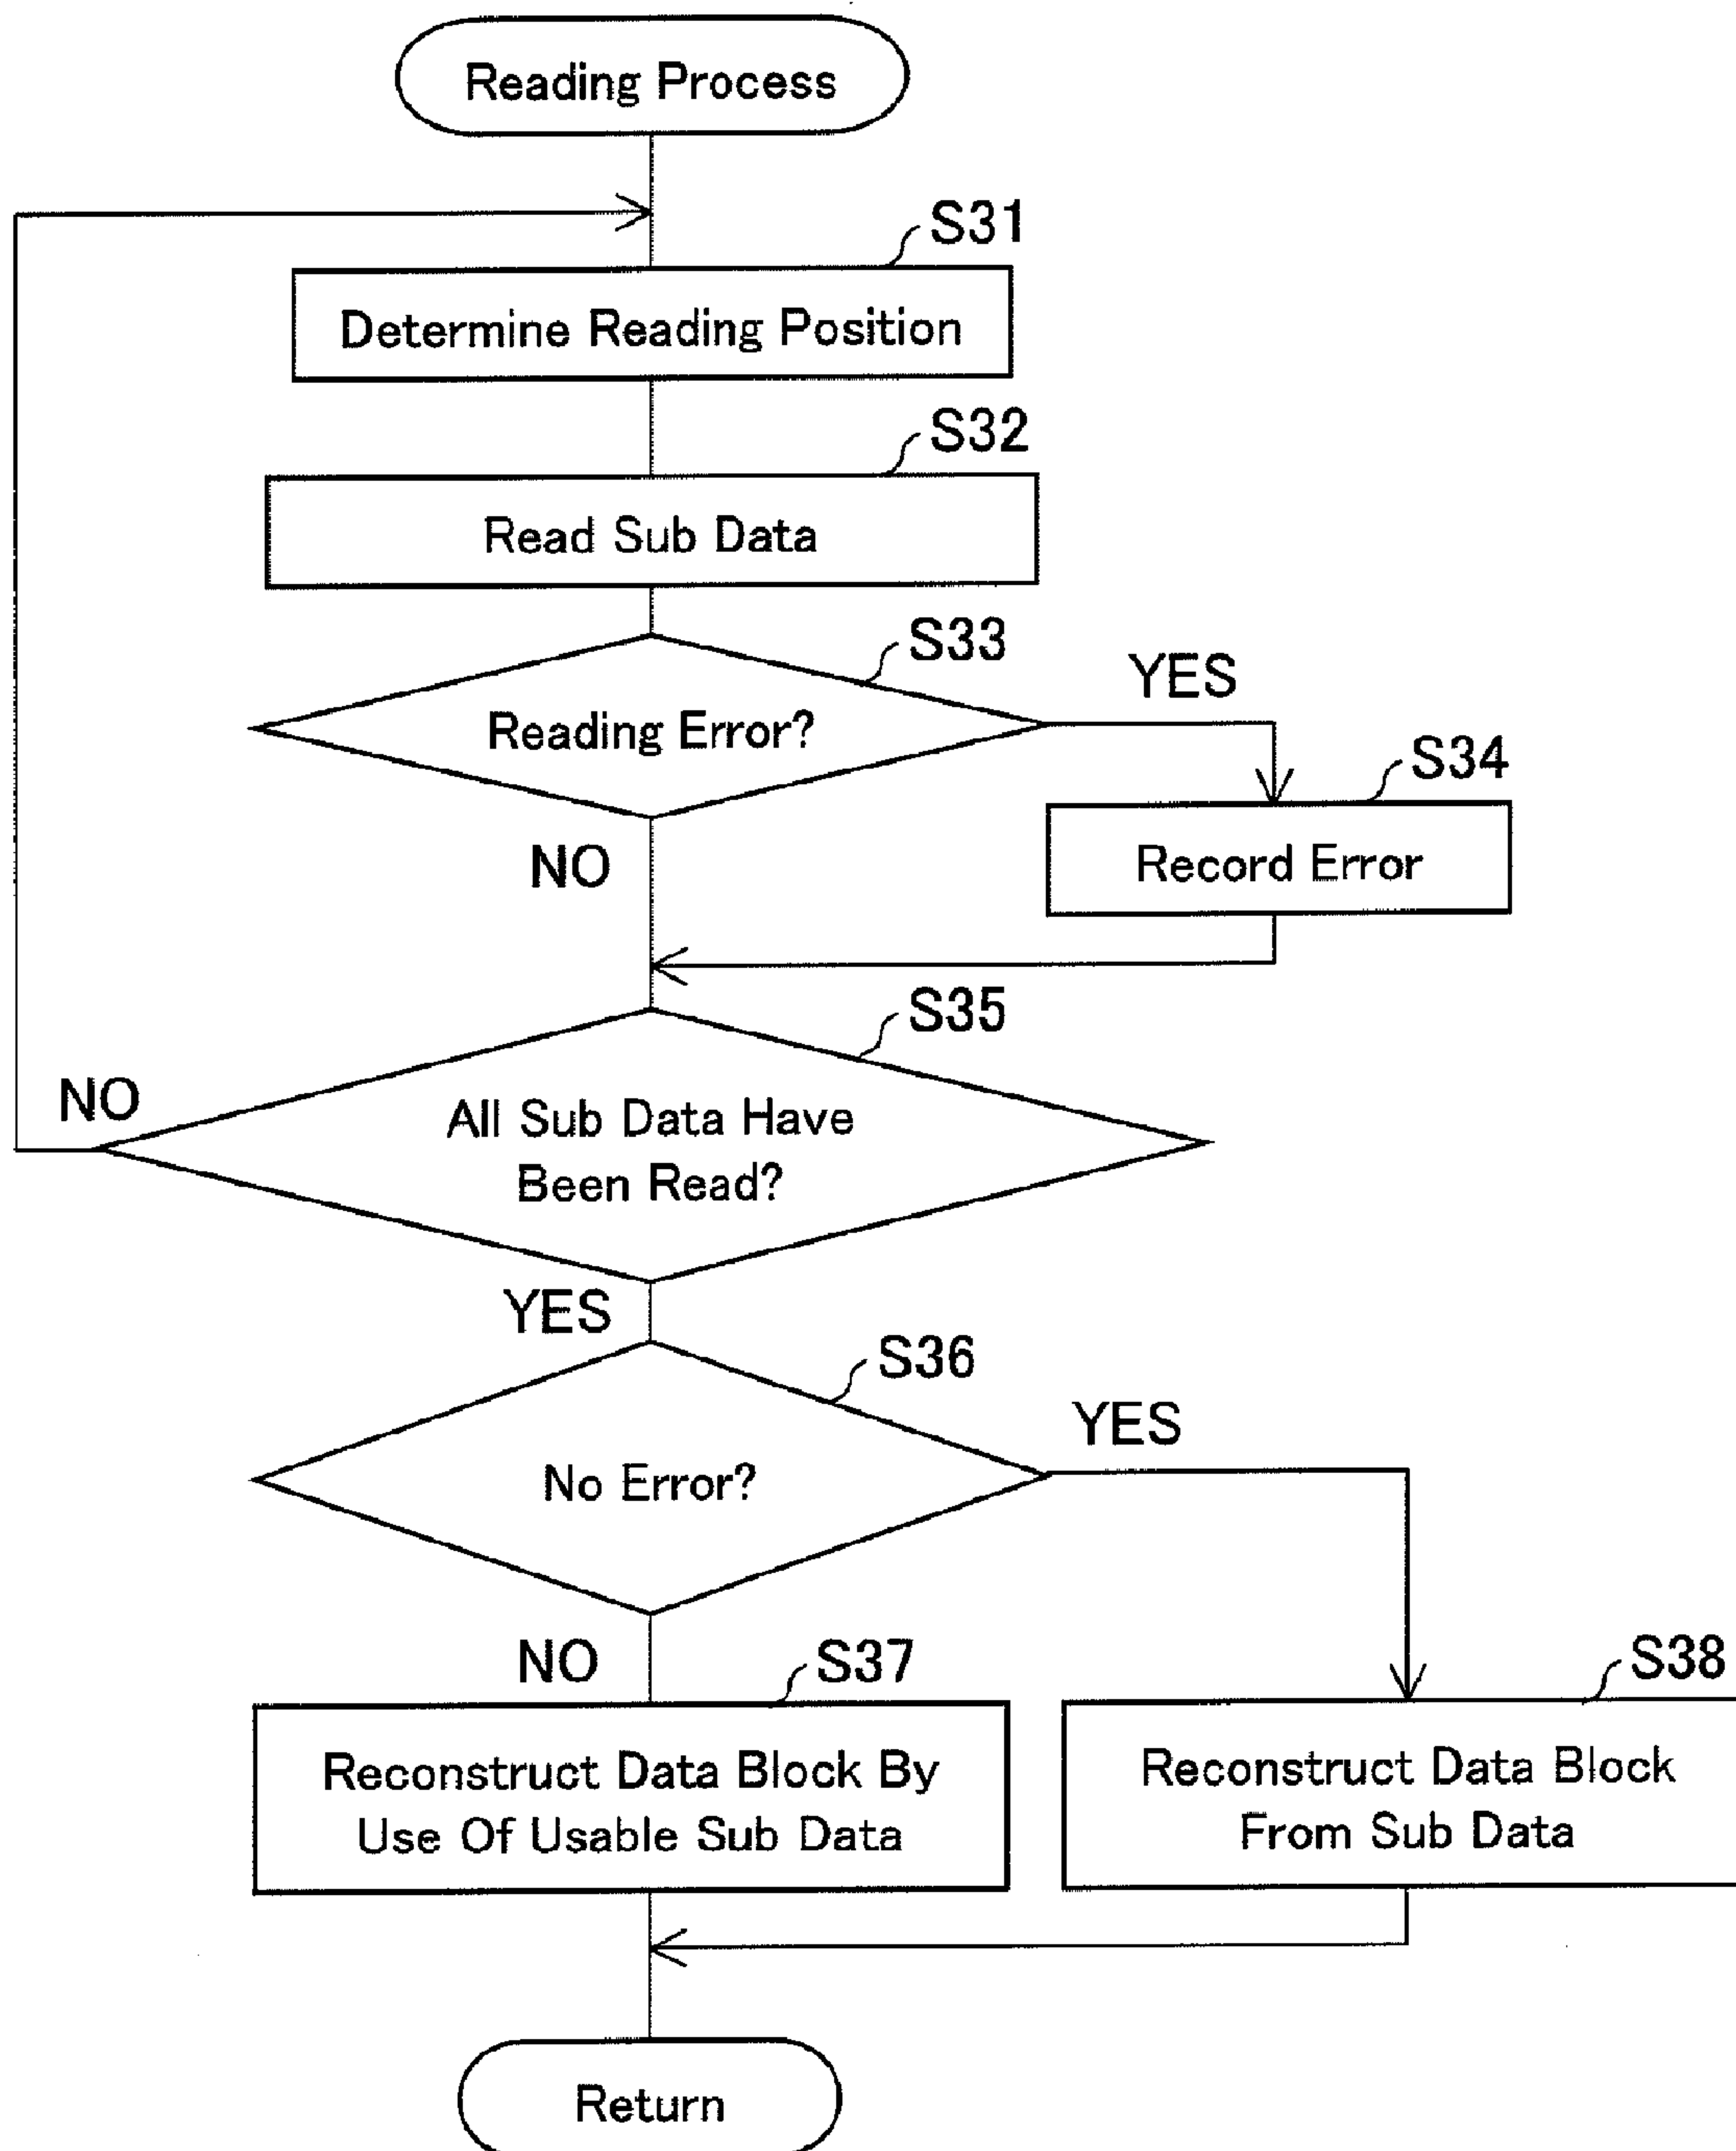 Reading Process
S31
Determine Reading Position
S32
Read Sub Data
S33
Reading Error?
YES
S34
Record Error
NO
S35
All Sub Data Have
Been Read?
NO
YES
S36
No Error?
YES
NO
S37
Reconstruct Data Block By
Use Of Usable Sub Data
S38
Reconstruct Data Block
From Sub Data
Return